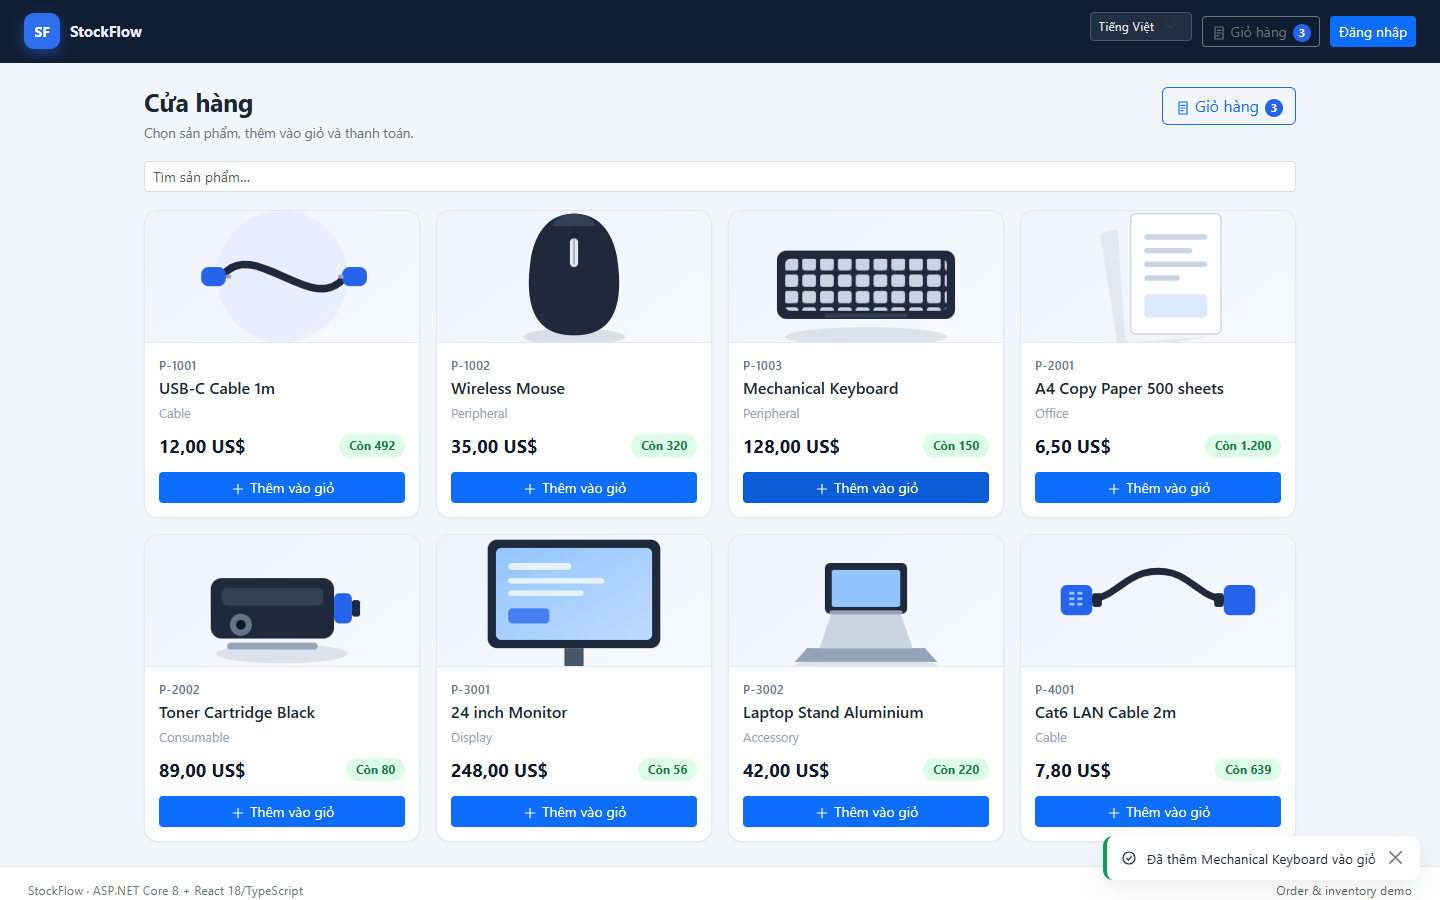 SF StockFlow
Tiếng Việt
Giỏ hàng 3
Đăng nhập
Cửa hàng
Chọn sản phẩm, thêm vào giỏ và thanh toán.
Giỏ hàng 3
Tìm sản phẩm...
P-1001
USB-C Cable 1m
Cable
12,00 US$ Còn 492
+ Thêm vào giỏ
P-1002
Wireless Mouse
Peripheral
35,00 US$ Còn 320
+ Thêm vào giỏ
P-1003
Mechanical Keyboard
Peripheral
128,00 US$ Còn 150
+ Thêm vào giỏ
P-2001
A4 Copy Paper 500 sheets
Office
6,50 US$ Còn 1.200
+ Thêm vào giỏ
P-2002
Toner Cartridge Black
Consumable
89,00 US$ Còn 80
+ Thêm vào giỏ
P-3001
24 inch Monitor
Display
248,00 US$ Còn 56
+ Thêm vào giỏ
P-3002
Laptop Stand Aluminium
Accessory
42,00 US$ Còn 220
+ Thêm vào giỏ
P-4001
Cat6 LAN Cable 2m
Cable
7,80 US$ Còn 639
+ Thêm vào giỏ
Đã thêm Mechanical Keyboard vào giỏ
StockFlow · ASP.NET Core 8 + React 18/TypeScript
Order & inventory demo